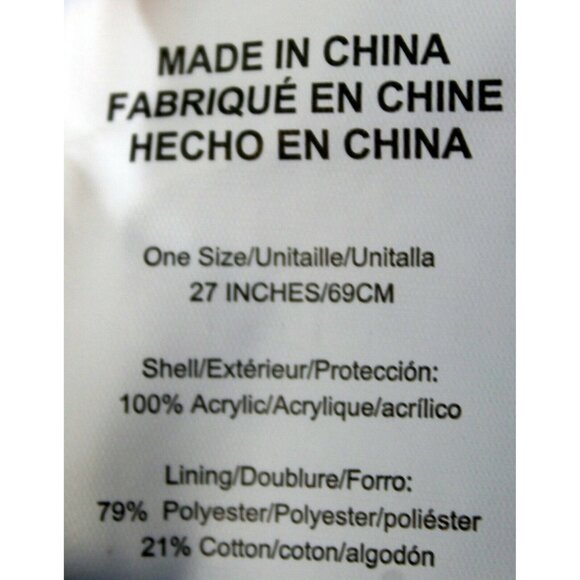 MADE IN CHINA
FABRIQUÉ EN CHINE
HECHO EN CHINA
One Size/Unitaille/Unitalla
27 INCHES/69CM
Shell/Extérieur/Protección:
100% Acrylic/Acrylique/acrílico
Lining/Doublure/Forro:
79% Polyester/Polyester/poliéster
21% Cotton/coton/algodón